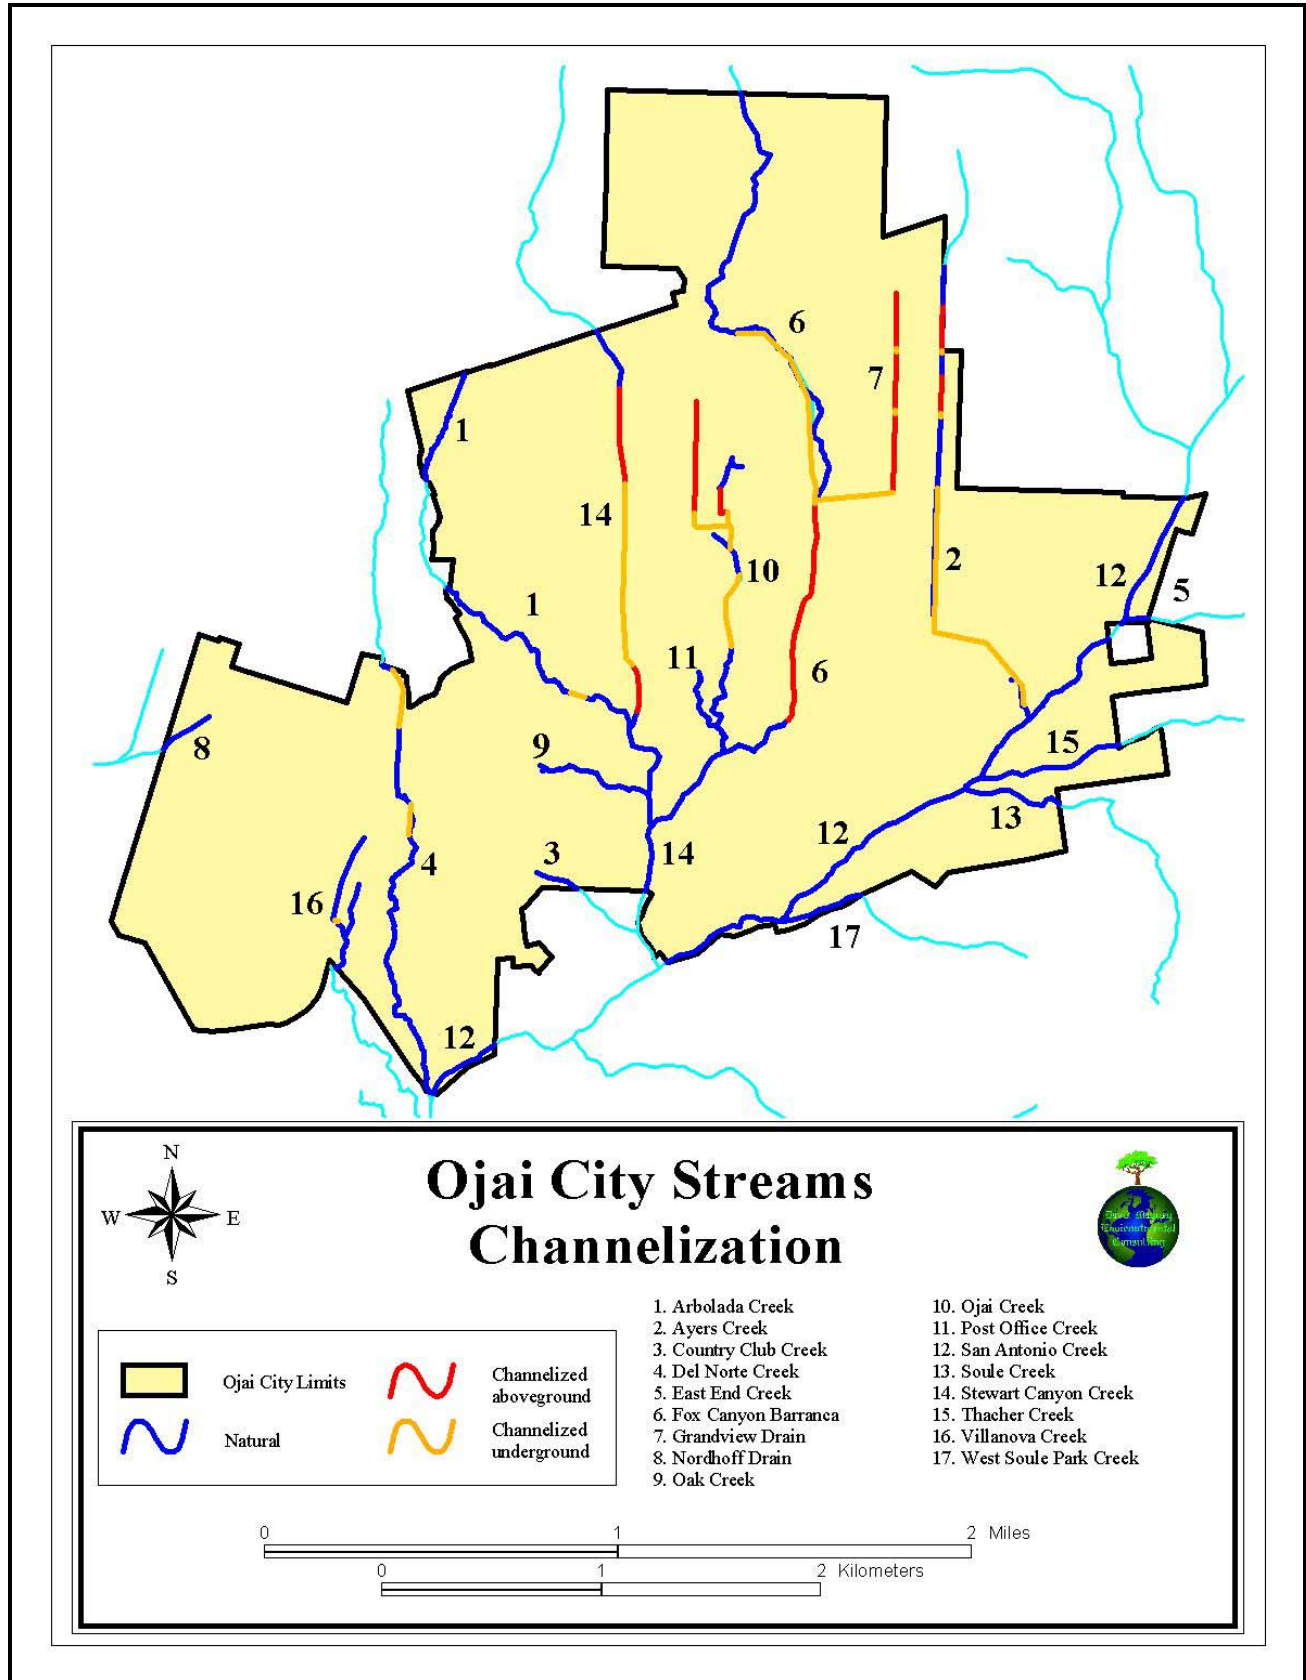 6
7
1
14
2
10
12
5
1
11
6
8
9
15
13
12
3
14
4
16
17
12
N
W E
S
Ojai City Streams
Channelization
Ojai City Limits
Natural
Channelized
aboveground
Channelized
underground
1. Arbolada Creek
2. Ayers Creek
3. Country Club Creek
4. Del Norte Creek
5. East End Creek
6. Fox Canyon Barranca
7. Grandview Drain
8. Nordhoff Drain
9. Oak Creek
10. Ojai Creek
11. Post Office Creek
12. San Antonio Creek
13. Soule Creek
14. Stewart Canyon Creek
15. Thacher Creek
16. Villanova Creek
17. West Soule Park Creek
Environmental
Consulting
0 1 2 Miles
0 1 2 Kilometers